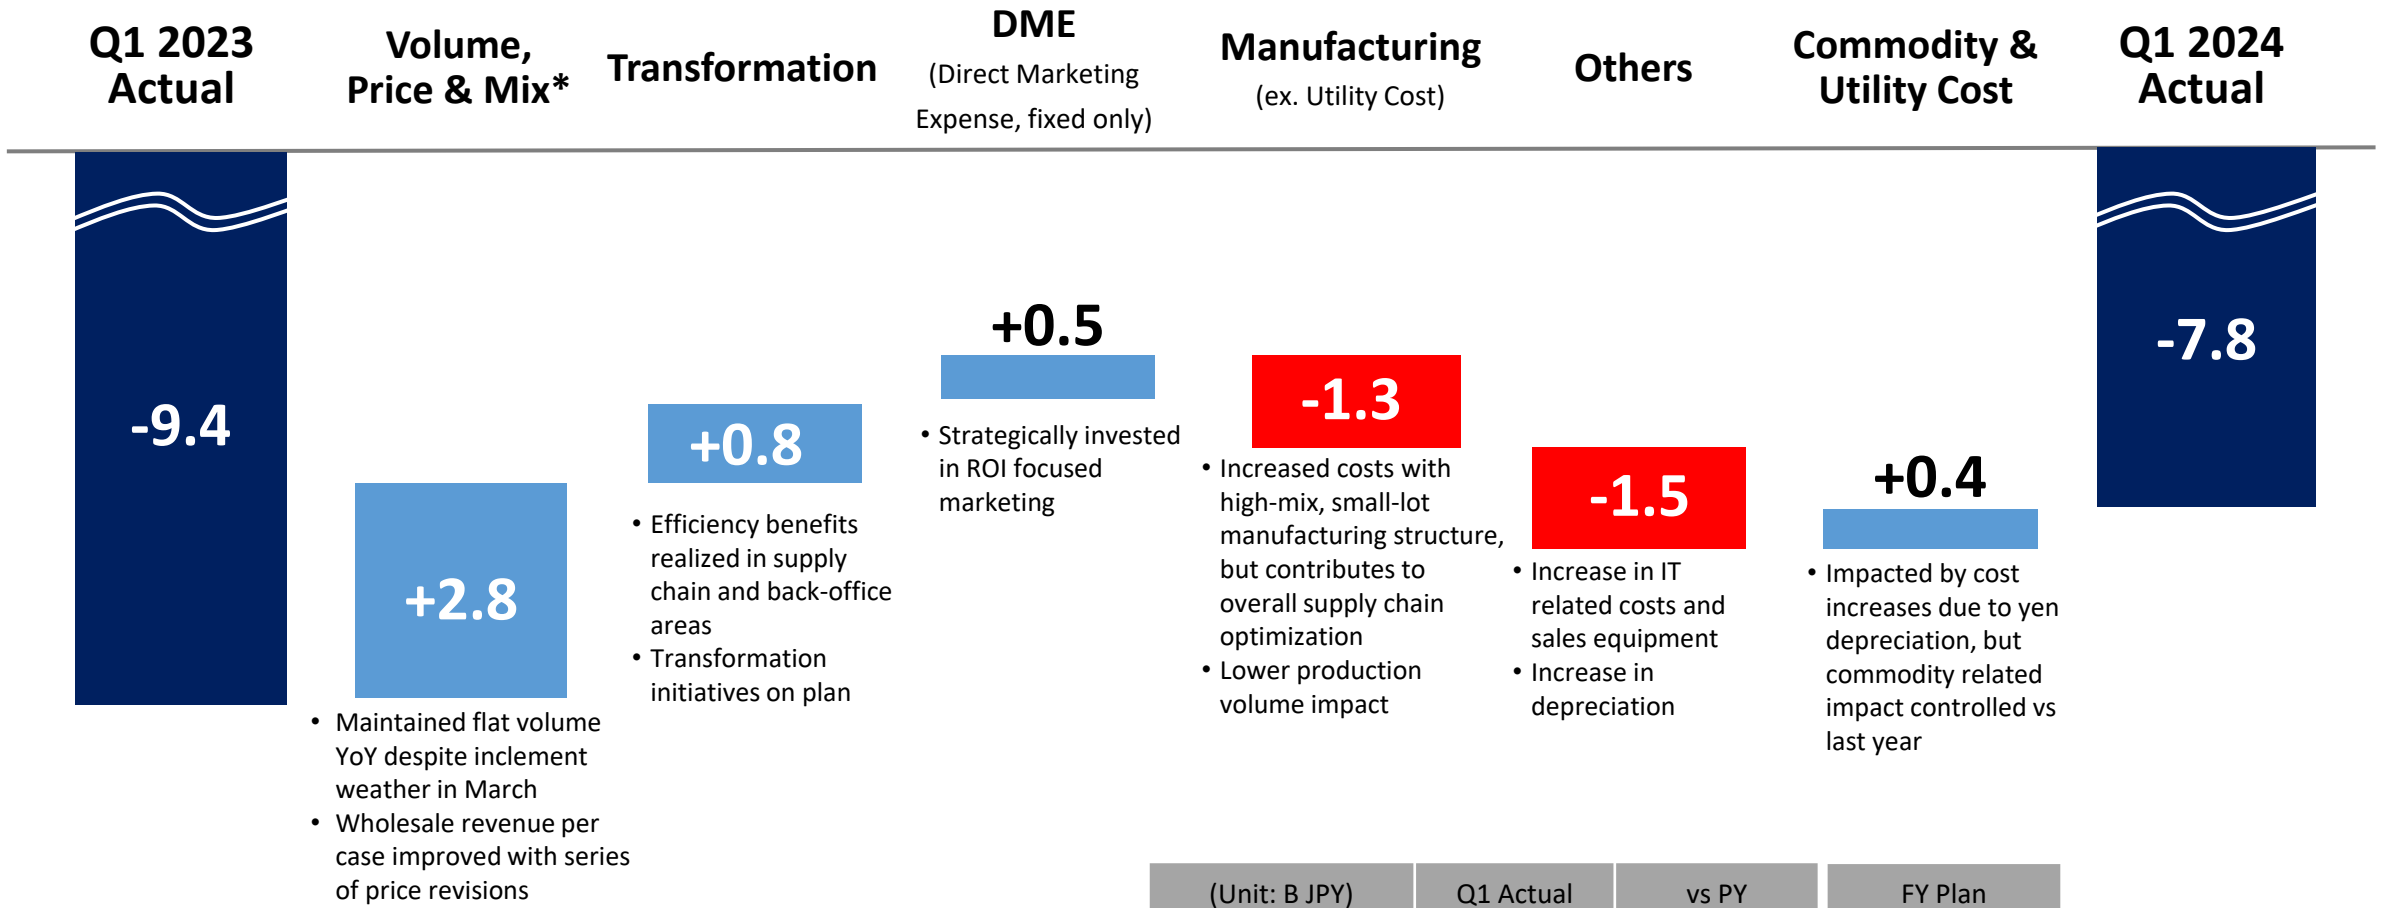 Q1 2023
Actual
Volume,
Price & Mix*
Transformation
DME
(Direct Marketing
Expense, fixed only)
Manufacturing
(ex. Utility Cost)
Others
Commodity &
Utility Cost
Q1 2024
Actual
-9.4
+2.8
• Maintained flat volume
YoY despite inclement
weather in March
• Wholesale revenue per
case improved with series
of price revisions
+0.8
• Efficiency benefits
realized in supply
chain and back-office
areas
• Transformation
initiatives on plan
+0.5
• Strategically invested
in ROI focused
marketing
-1.3
• Increased costs with
high-mix, small-lot
manufacturing structure,
but contributes to
overall supply chain
optimization
• Lower production
volume impact
-1.5
• Increase in IT
related costs and
sales equipment
• Increase in
depreciation
+0.4
• Impacted by cost
increases due to yen
depreciation, but
commodity related
impact controlled vs
last year
-7.8
(Unit: B JPY) Q1 Actual vs PY FY Plan